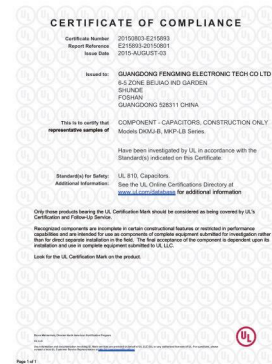 CERTIFICATE OF COMPLIANCE
Certificate Number 20150803-E215893
Report Reference E215893-20150801
Issue Date 2015-AUGUST-03
Issued to: GUANGDONG FENGMING ELECTRONIC TECH CO LTD
6-5 ZONE BEIJIAO IND GARDEN
SHUNDE
FOSHAN
GUANGDONG 528311 CHINA
This is to certify that COMPONENT - CAPACITORS, CONSTRUCTION ONLY
representative samples of Models DKMJ-B, MKP-LB Series.
Have been investigated by UL in accordance with the
Standard(s) indicated on this Certificate.
Standard(s) for Safety: UL 810, Capacitors.
Additional Information: See the UL Online Certifications Directory at
www.ul.com/database for additional information
Only those products bearing the UL Certification Mark should be considered as being covered by UL's
Certification and Follow-Up Service.
Recognized components are incomplete in certain constructional features or restricted in performance
capabilities and are intended for use as components of complete equipment submitted for investigation rather
than for direct separate installation in the field. The final acceptance of the component is dependent upon its
installation and use in complete equipment submitted to UL LLC.
Look for the UL Certification Mark on the product.
UL
Page 1 of 1